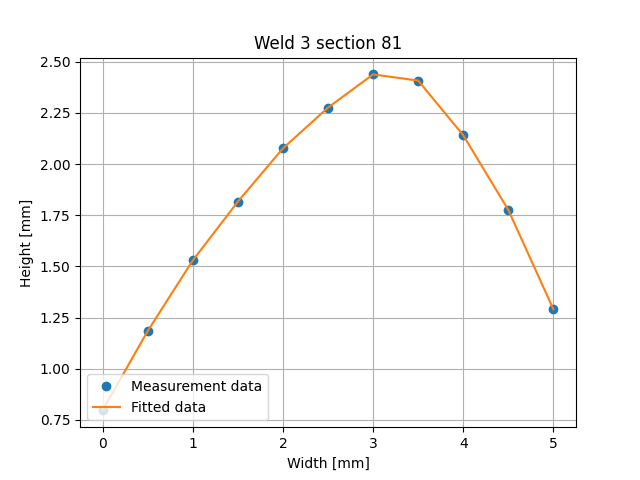 Weld 3 section 81
Height [mm]
2.50
2.25
2.00
1.75
1.50
1.25
1.00
0.75
Measurement data
Fitted data
0 1 2 3 4 5
Width [mm]